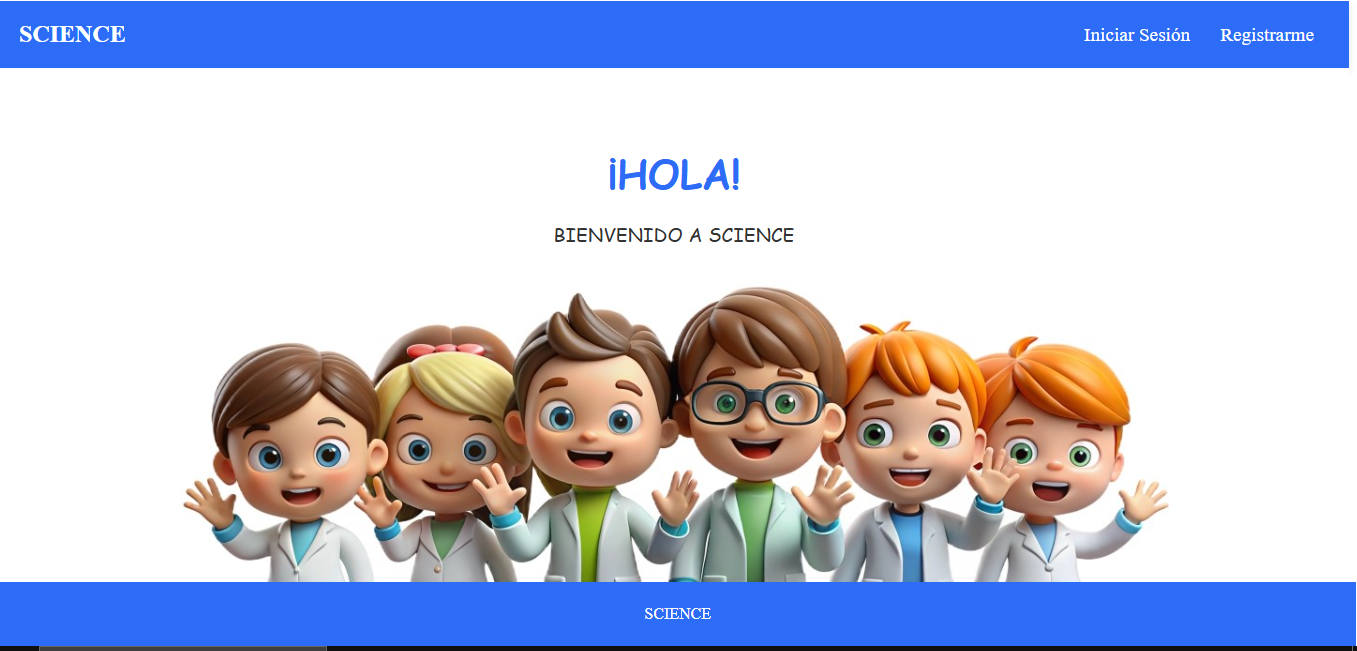 SCIENCE
Iniciar Sesión Registrarme
¡HOLA!
BIENVENIDO A SCIENCE
SCIENCE